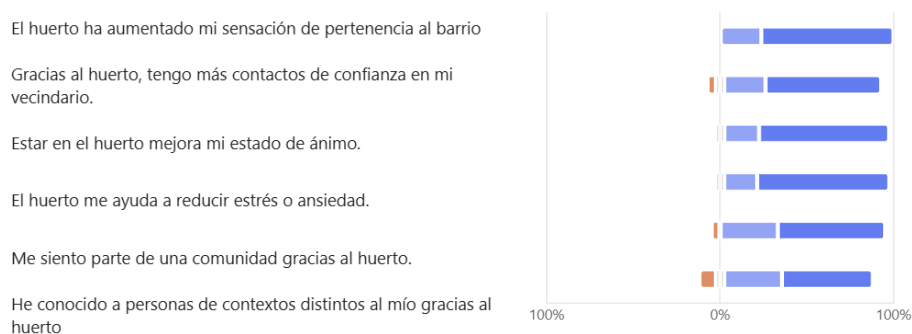 El huerto ha aumentado mi sensación de pertenencia al barrio
Gracias al huerto, tengo más contactos de confianza en mi
vecindario.
Estar en el huerto mejora mi estado de ánimo.
El huerto me ayuda a reducir estrés o ansiedad.
Me siento parte de una comunidad gracias al huerto.
He conocido a personas de contextos distintos al mío gracias al
huerto
100% 0% 100%